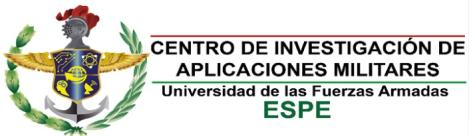 CENTRO DE INVESTIGACIÓN DE
APLICACIONES MILITARES
Universidad de las Fuerzas Armadas
ESPE